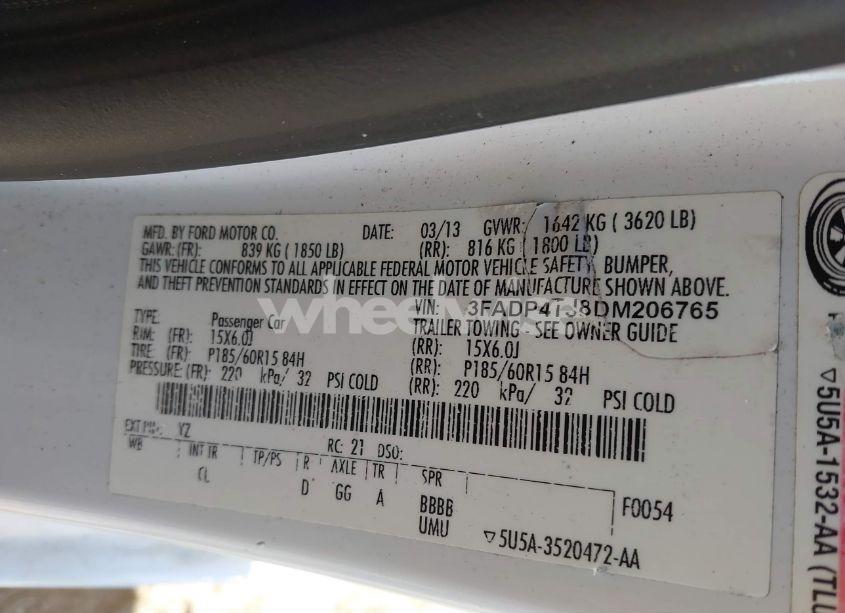 MFD. BY FORD MOTOR CO. DATE: 03/13 GVWR: 1642 KG ( 3620 LB)
GAWR:(FR): 839 KG ( 1850 LB) (RR): 816 KG ( 1800 LB)
THIS VEHICLE CONFORMS TO ALL APPLICABLE FEDERAL MOTOR VEHICLE SAFETY, BUMPER,
AND THEFT PREVENTION STANDARDS IN EFFECT ON THE DATE OF MANUFACTURE SHOWN ABOVE.
VIN: 3FADP4TJ8DM206765
TYPE: Passenger Car TRAILER TOWING - SEE OWNER GUIDE
RIM: (FR): 15X6.0J (RR): 15X6.0J
TIRE: (FR): P185/60R15 84H (RR): P185/60R15 84H
PRESSURE: (FR): 220 kPa/ 32 PSI COLD (RR): 220 kPa/ 32 PSI COLD
EXT PNT: YZ RC: 21 DSO:
WB INT TR TP/PS R AXLE TR SPR
CL D GG A BBBB F0054
UMU ▽5U5A-3520472-AA
▽5U5A-1532-AA (TLU